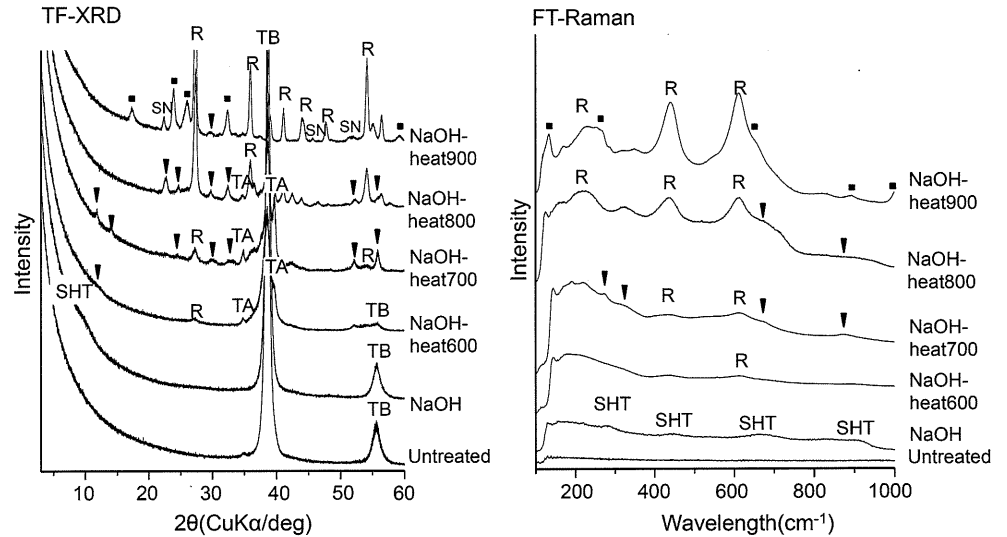 TF-XRD
R
TB
R
R
SN
R
R
R
SN
SN
NaOH-
heat900
R
TA
TA
NaOH-
heat800
R
TA
R
NaOH-
heat700
SHT
R
TA
TA
TB
NaOH-
heat600
TB
NaOH
TB
Untreated
Intensity
10
20
30
40
50
60
2θ(CuKα/deg)
FT-Raman
R
R
R
NaOH-
heat900
R
R
R
NaOH-
heat800
R
R
NaOH-
heat700
R
NaOH-
heat600
SHT
SHT
SHT
SHT
NaOH
Untreated
Intensity
200
400
600
800
1000
Wavelength(cm-1)